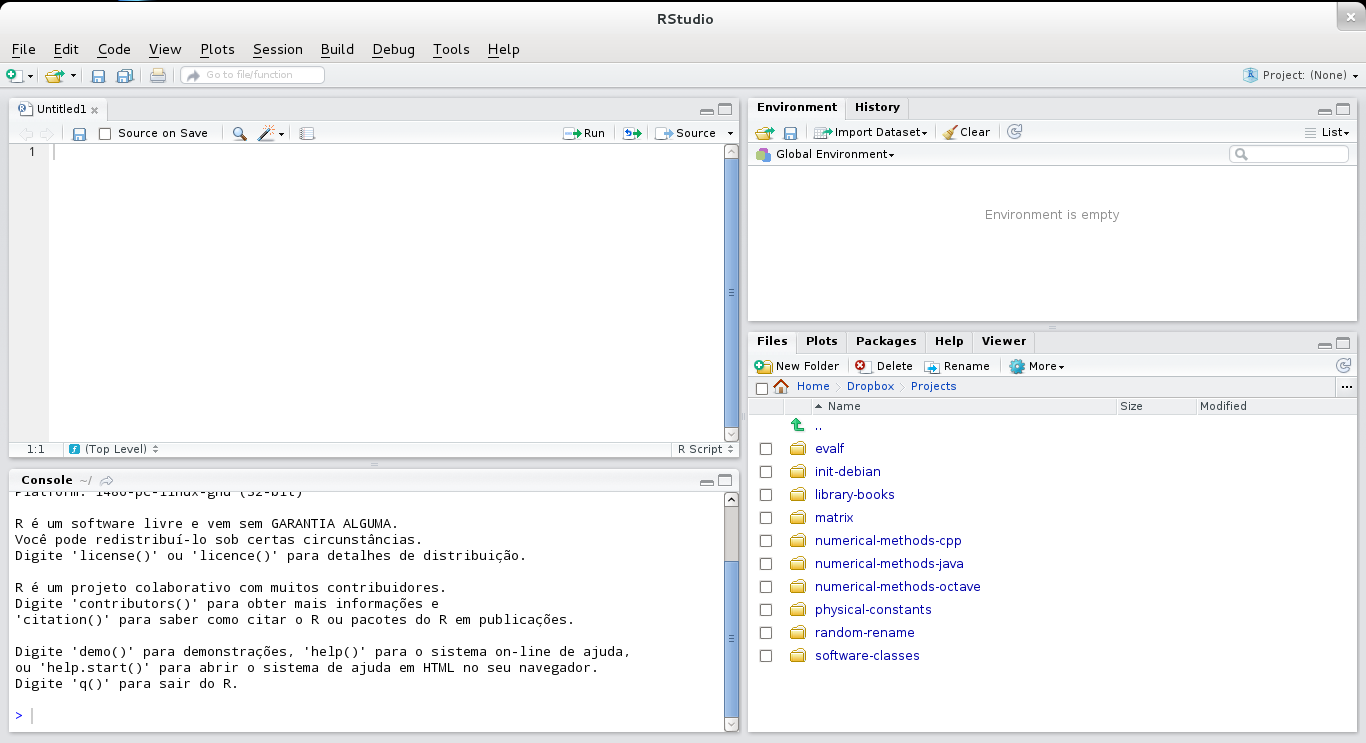 RStudio
File Edit Code View Plots Session Build Debug Tools Help
Go to file/function
Project: (None)
Untitled1
Source on Save
Run
Source
1
1:1 (Top Level) R Script
Console ~/
Platform: i486-pc-linux-gnu (32-bit)
R é um software livre e vem sem GARANTIA ALGUMA.
Você pode redistribuí-lo sob certas circunstâncias.
Digite 'license()' ou 'licence()' para detalhes de distribuição.
R é um projeto colaborativo com muitos contribuidores.
Digite 'contributors()' para obter mais informações e
'citation()' para saber como citar o R ou pacotes do R em publicações.
Digite 'demo()' para demonstrações, 'help()' para o sistema on-line de ajuda,
ou 'help.start()' para abrir o sistema de ajuda em HTML no seu navegador.
Digite 'q()' para sair do R.
>
Environment History
Import Dataset Clear List
Global Environment
Environment is empty
Files Plots Packages Help Viewer
New Folder Delete Rename More
Home Dropbox Projects ...
Name Size Modified
..
evalf
init-debian
library-books
matrix
numerical-methods-cpp
numerical-methods-java
numerical-methods-octave
physical-constants
random-rename
software-classes